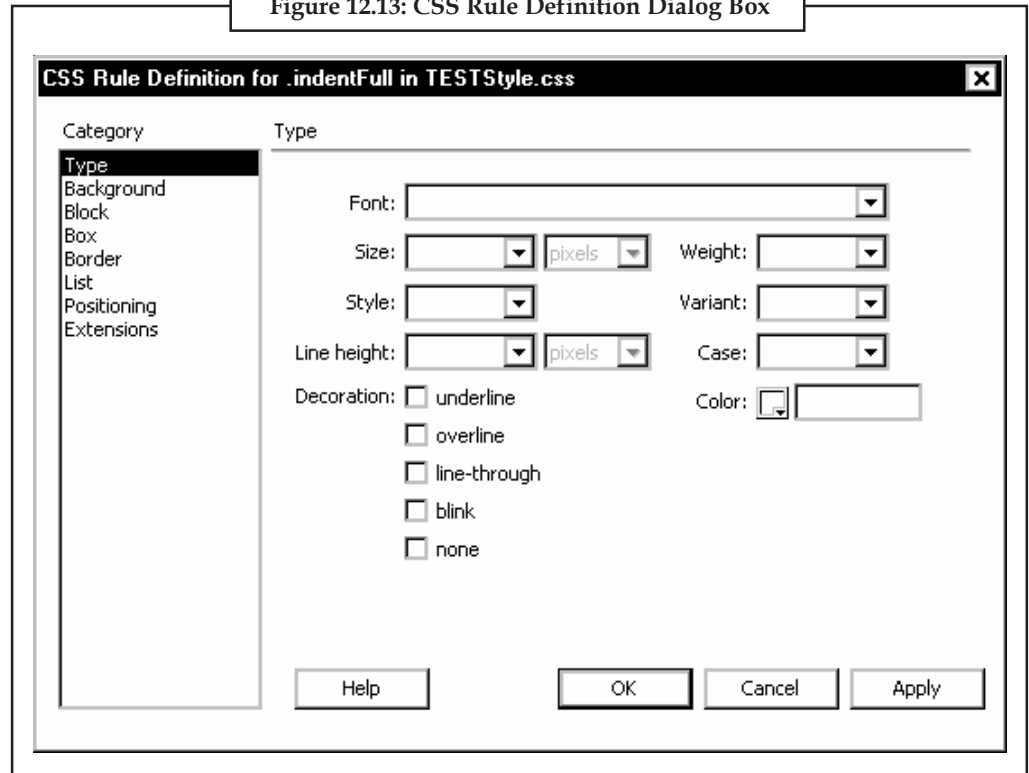 Figure 12.13: CSS Rule Definition Dialog Box
CSS Rule Definition for .indentFull in TESTStyle.css
Category
Type
Background
Block
Box
Border
List
Positioning
Extensions
Type
Font:
Size: pixels Weight:
Style: Variant:
Line height: pixels Case:
Decoration: underline Color:
overline
line-through
blink
none
Help OK Cancel Apply